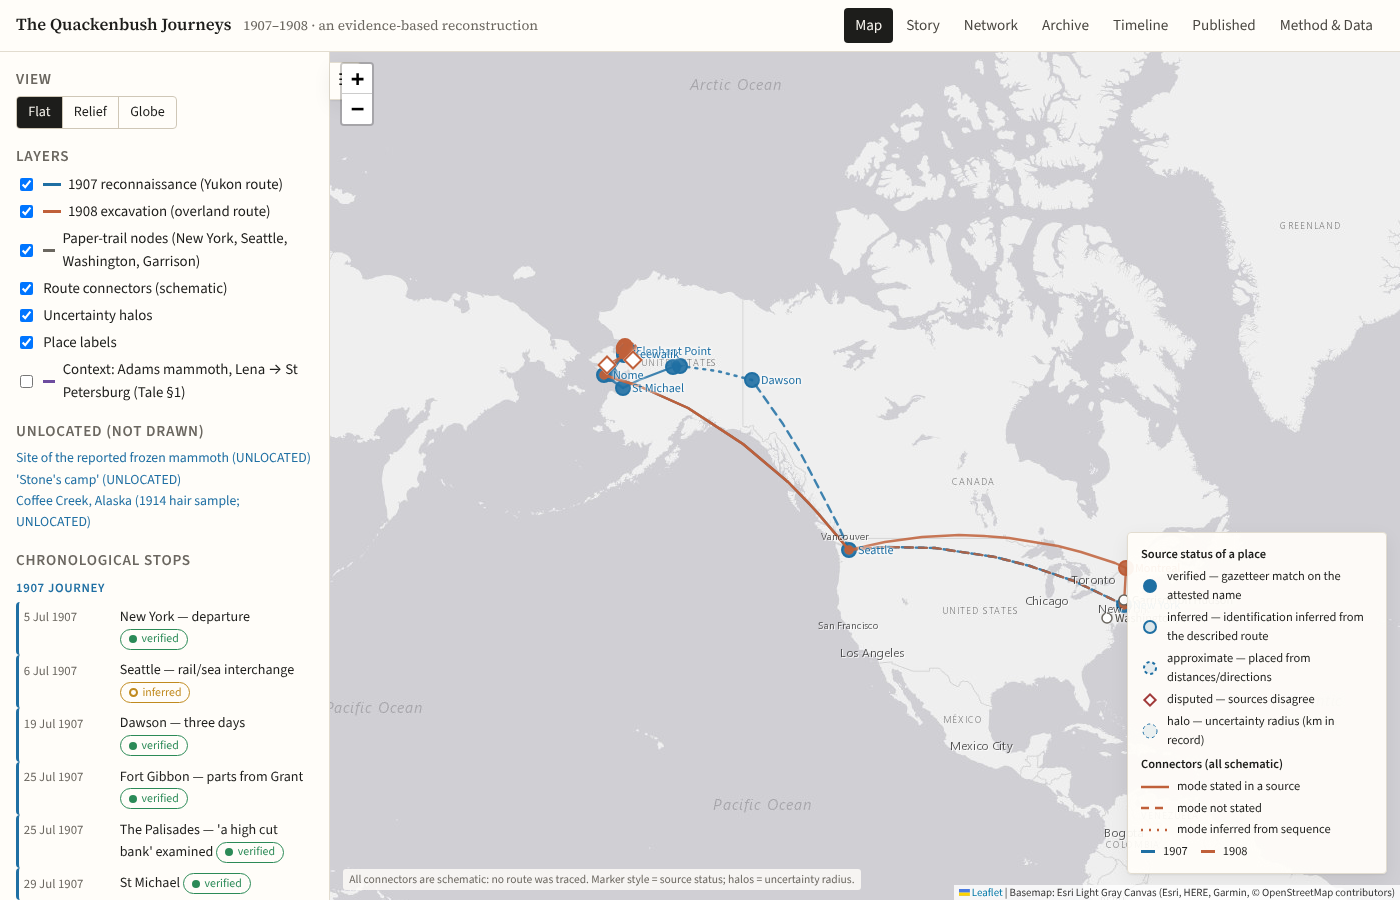 The Quackenbush Journeys 1907–1908 · an evidence-based reconstruction
Map Story Network Archive Timeline Published Method & Data
VIEW
Flat Relief Globe
LAYERS
1907 reconnaissance (Yukon route)
1908 excavation (overland route)
Paper-trail nodes (New York, Seattle,
Washington, Garrison)
Route connectors (schematic)
Uncertainty halos
Place labels
Context: Adams mammoth, Lena → St
Petersburg (Tale §1)
UNLOCATED (NOT DRAWN)
Site of the reported frozen mammoth (UNLOCATED)
'Stone's camp' (UNLOCATED)
Coffee Creek, Alaska (1914 hair sample;
UNLOCATED)
CHRONOLOGICAL STOPS
1907 JOURNEY
5 Jul 1907 New York — departure
verified
6 Jul 1907 Seattle — rail/sea interchange
inferred
19 Jul 1907 Dawson — three days
verified
25 Jul 1907 Fort Gibbon — parts from Grant
verified
25 Jul 1907 The Palisades — 'a high cut
bank' examined verified
29 Jul 1907 St Michael verified
+
−
Arctic Ocean
GREENLAND
Elephant Point
UNITED STATES
Nome
St Michael
Dawson
CANADA
Vancouver
Seattle
Toronto
Chicago
New
UNITED STATES
San Francisco
Los Angeles
Pacific Ocean
MÉXICO
Mexico City
Pacific Ocean
Source status of a place
verified — gazetteer match on the
attested name
inferred — identification inferred from
the described route
approximate — placed from
distances/directions
disputed — sources disagree
halo — uncertainty radius (km in
record)
Connectors (all schematic)
mode stated in a source
mode not stated
mode inferred from sequence
1907 1908
All connectors are schematic: no route was traced. Marker style = source status; halos = uncertainty radius.
Leaflet | Basemap: Esri Light Gray Canvas (Esri, HERE, Garmin, © OpenStreetMap contributors)